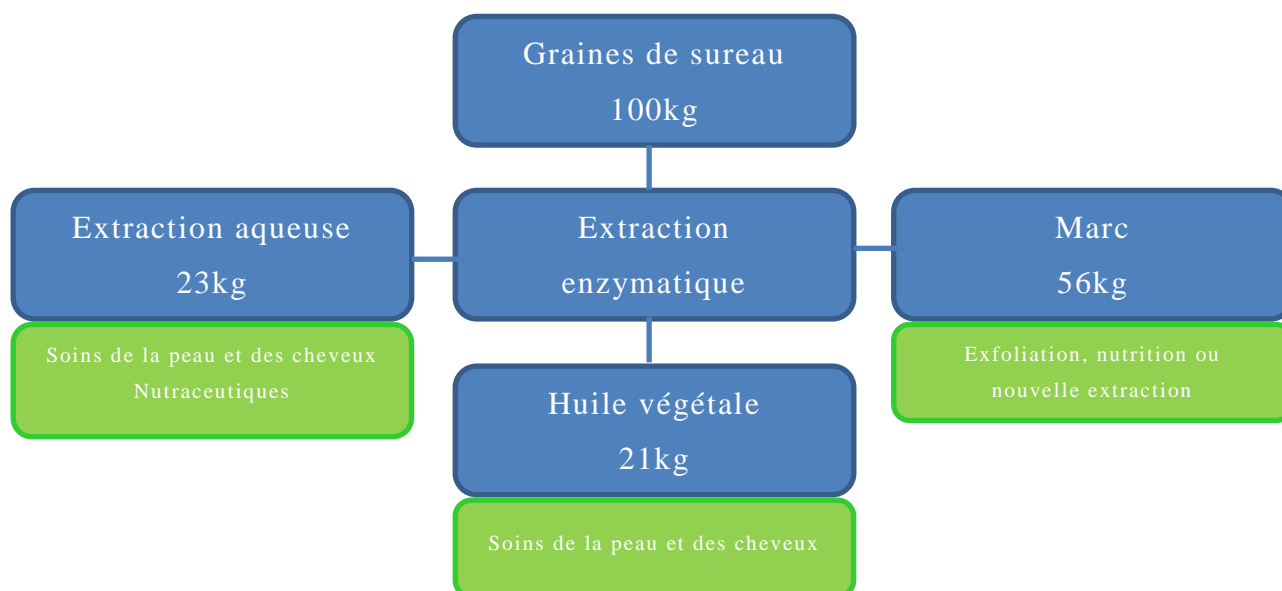 Graines de sureau
100kg
Extraction aqueuse
23kg
Soins de la peau et des cheveux
Nutraceutiques
Extraction
enzymatique
Marc
56kg
Exfoliation, nutrition ou
nouvelle extraction
Huile végétale
21kg
Soins de la peau et des cheveux